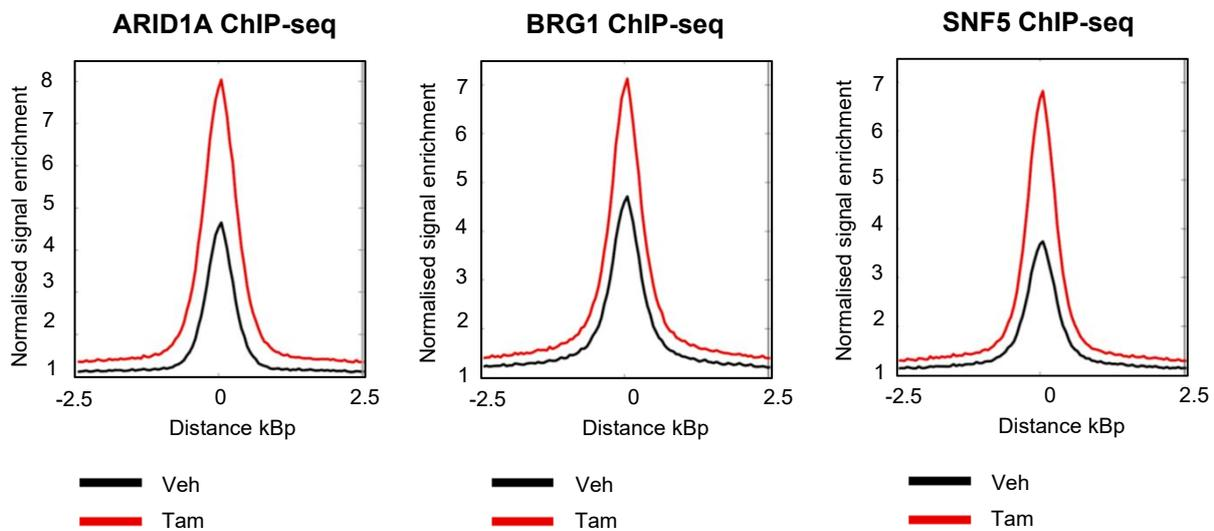 ARID1A ChIP-seq
Normalised signal enrichment
8
7
6
5
4
3
2
1
-2.5 0 2.5
Distance kBp
Veh
Tam
BRG1 ChIP-seq
Normalised signal enrichment
7
6
5
4
3
2
1
-2.5 0 2.5
Distance kBp
Veh
Tam
SNF5 ChIP-seq
Normalised signal enrichment
7
6
5
4
3
2
1
-2.5 0 2.5
Distance kBp
Veh
Tam